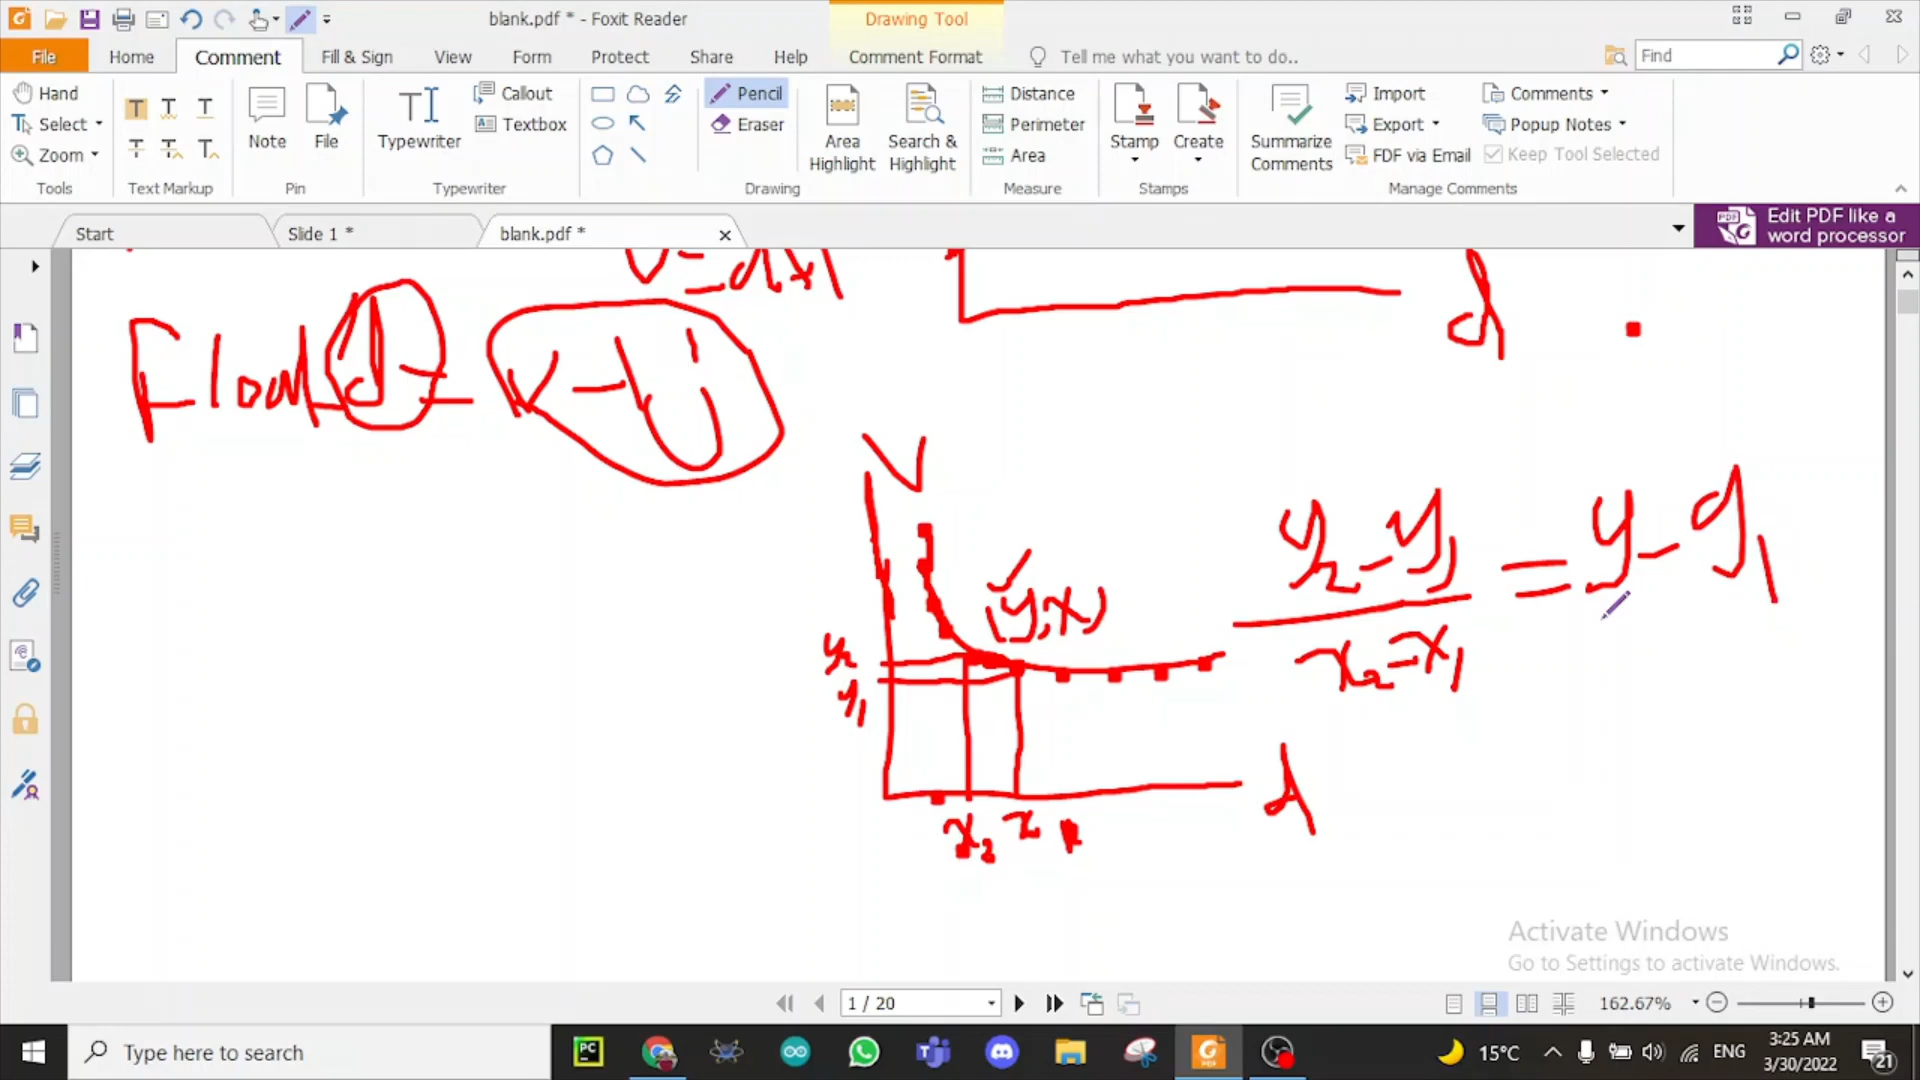 blank.pdf * - Foxit Reader
Drawing Tool
File
Home
Comment
Fill & Sign
View
Form
Protect
Share
Help
Comment Format
Tell me what you want to do..
Find
Hand
Select
Zoom
Tools
Text Markup
Note
File
Pin
Typewriter
Callout
Textbox
Typewriter
Pencil
Eraser
Area Highlight
Search & Highlight
Drawing
Distance
Perimeter
Area
Measure
Stamp
Create
Stamps
Summarize Comments
Import
Export
FDF via Email
Comments
Popup Notes
Keep Tool Selected
Manage Comments
Start
Slide 1 *
blank.pdf *
Edit PDF like a
word processor
d
Float d =
V
y2 - y1 = y - y1
x2 - x1
(y, x)
y2
y1
d
x2 x1
Activate Windows
Go to Settings to activate Windows.
1 / 20
162.67%
Type here to search
PC
15°C
ENG
3:25 AM
3/30/2022
21